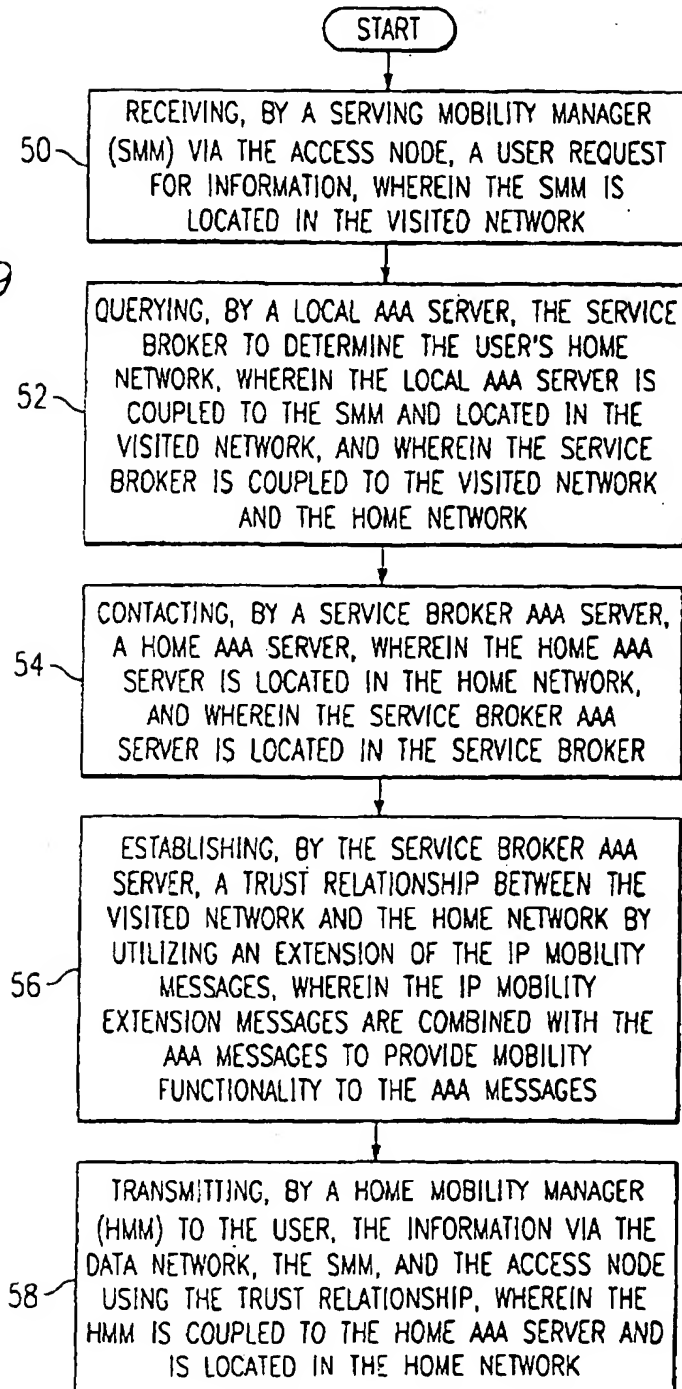 START
50
RECEIVING, BY A SERVING MOBILITY MANAGER
(SMM) VIA THE ACCESS NODE, A USER REQUEST
FOR INFORMATION, WHEREIN THE SMM IS
LOCATED IN THE VISITED NETWORK
9
52
QUERYING, BY A LOCAL AAA SERVER, THE SERVICE
BROKER TO DETERMINE THE USER'S HOME
NETWORK, WHEREIN THE LOCAL AAA SERVER IS
COUPLED TO THE SMM AND LOCATED IN THE
VISITED NETWORK, AND WHEREIN THE SERVICE
BROKER IS COUPLED TO THE VISITED NETWORK
AND THE HOME NETWORK
54
CONTACTING, BY A SERVICE BROKER AAA SERVER,
A HOME AAA SERVER, WHEREIN THE HOME AAA
SERVER IS LOCATED IN THE HOME NETWORK,
AND WHEREIN THE SERVICE BROKER AAA
SERVER IS LOCATED IN THE SERVICE BROKER
56
ESTABLISHING, BY THE SERVICE BROKER AAA
SERVER, A TRUST RELATIONSHIP BETWEEN THE
VISITED NETWORK AND THE HOME NETWORK BY
UTILIZING AN EXTENSION OF THE IP MOBILITY
MESSAGES, WHEREIN THE IP MOBILITY
EXTENSION MESSAGES ARE COMBINED WITH THE
AAA MESSAGES TO PROVIDE MOBILITY
FUNCTIONALITY TO THE AAA MESSAGES
58
TRANSMITTING, BY A HOME MOBILITY MANAGER
(HMM) TO THE USER, THE INFORMATION VIA THE
DATA NETWORK, THE SMM, AND THE ACCESS NODE
USING THE TRUST RELATIONSHIP, WHEREIN THE
HMM IS COUPLED TO THE HOME AAA SERVER AND
IS LOCATED IN THE HOME NETWORK